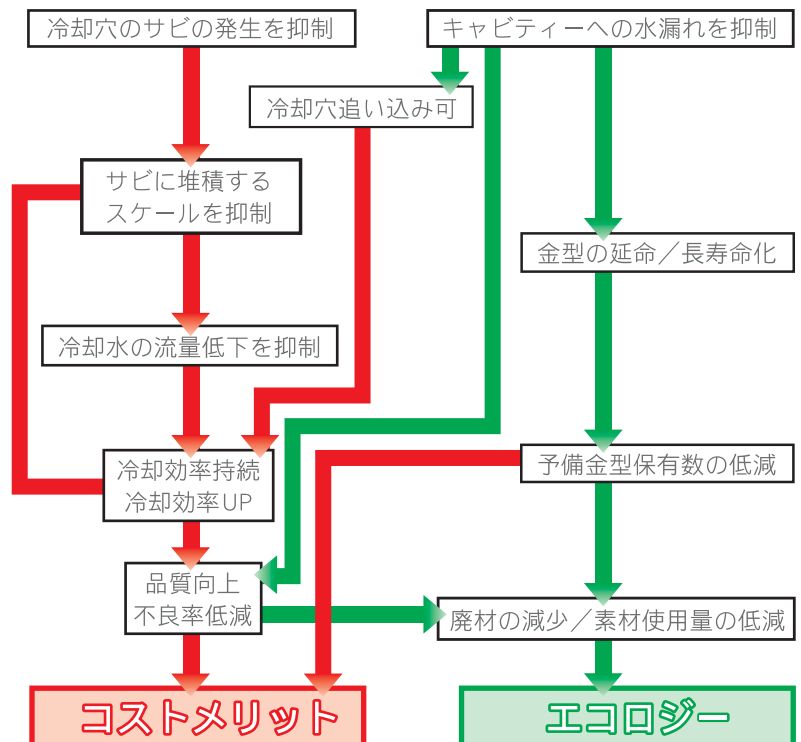 冷却穴のサビの発生を抑制
キャビティーへの水漏れを抑制
冷却穴追い込み可
サビに堆積する
スケールを抑制
金型の延命／長寿命化
冷却水の流量低下を抑制
冷却効率持続
冷却効率UP
予備金型保有数の低減
品質向上
不良率低減
廃材の減少／素材使用量の低減
コストメリット
エコロジー